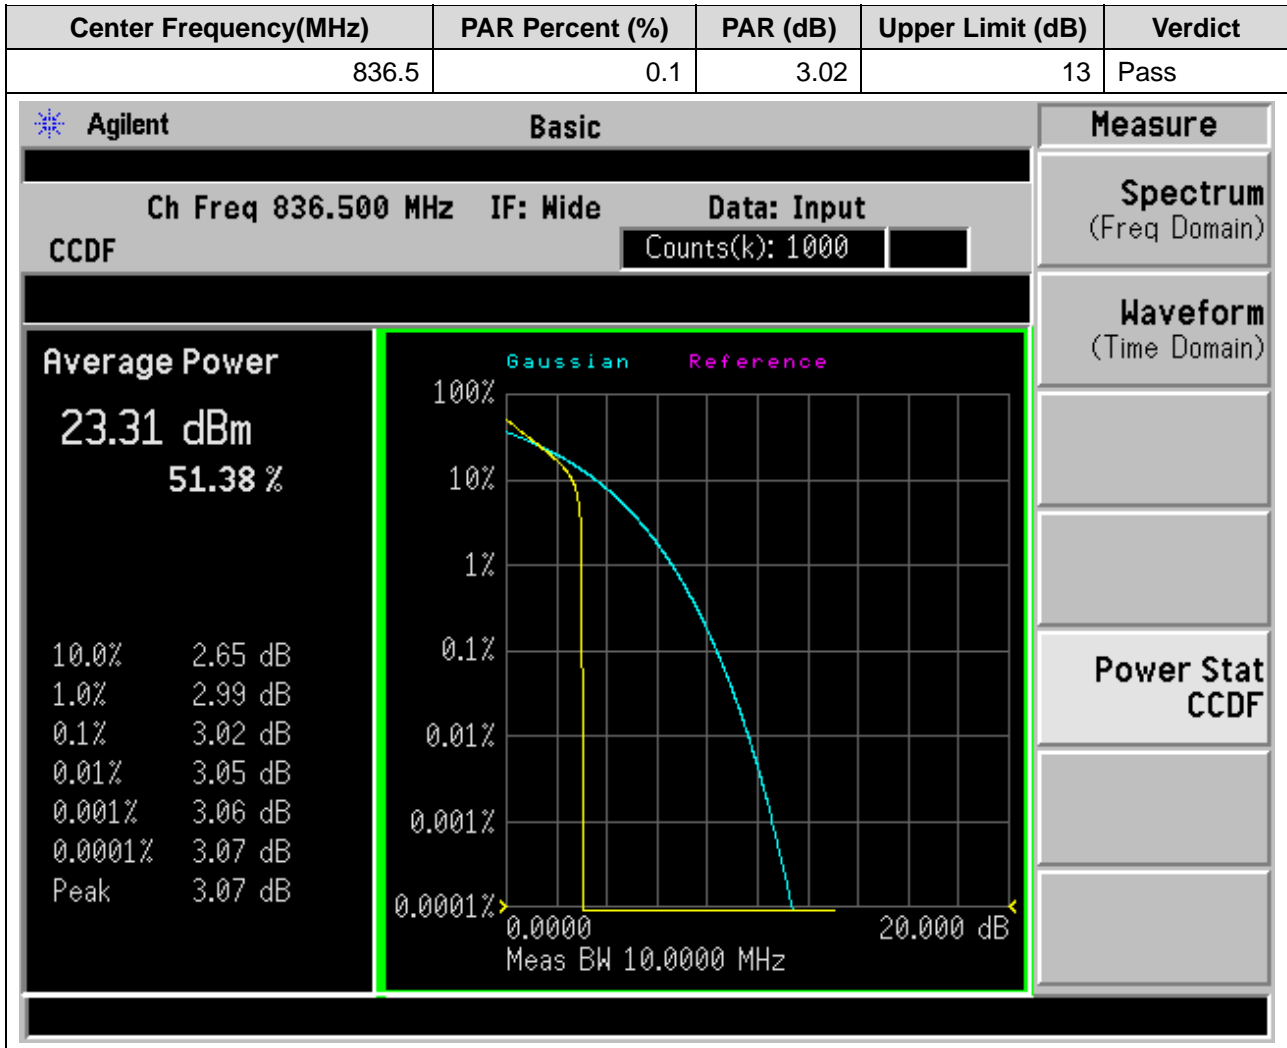 Center Frequency(MHz) PAR Percent (%) PAR (dB) Upper Limit (dB) Verdict
836.5 0.1 3.02 13 Pass
Agilent Basic Measure
Ch Freq 836.500 MHz IF: Wide Data: Input
CCDF Counts(k): 1000
Spectrum
(Freq Domain)
Waveform
(Time Domain)
Power Stat
CCDF
Average Power
23.31 dBm
51.38 %
10.0% 2.65 dB
1.0% 2.99 dB
0.1% 3.02 dB
0.01% 3.05 dB
0.001% 3.06 dB
0.0001% 3.07 dB
Peak 3.07 dB
Gaussian Reference
100%
10%
1%
0.1%
0.01%
0.001%
0.0001%
0.0000 20.000 dB
Meas BW 10.0000 MHz